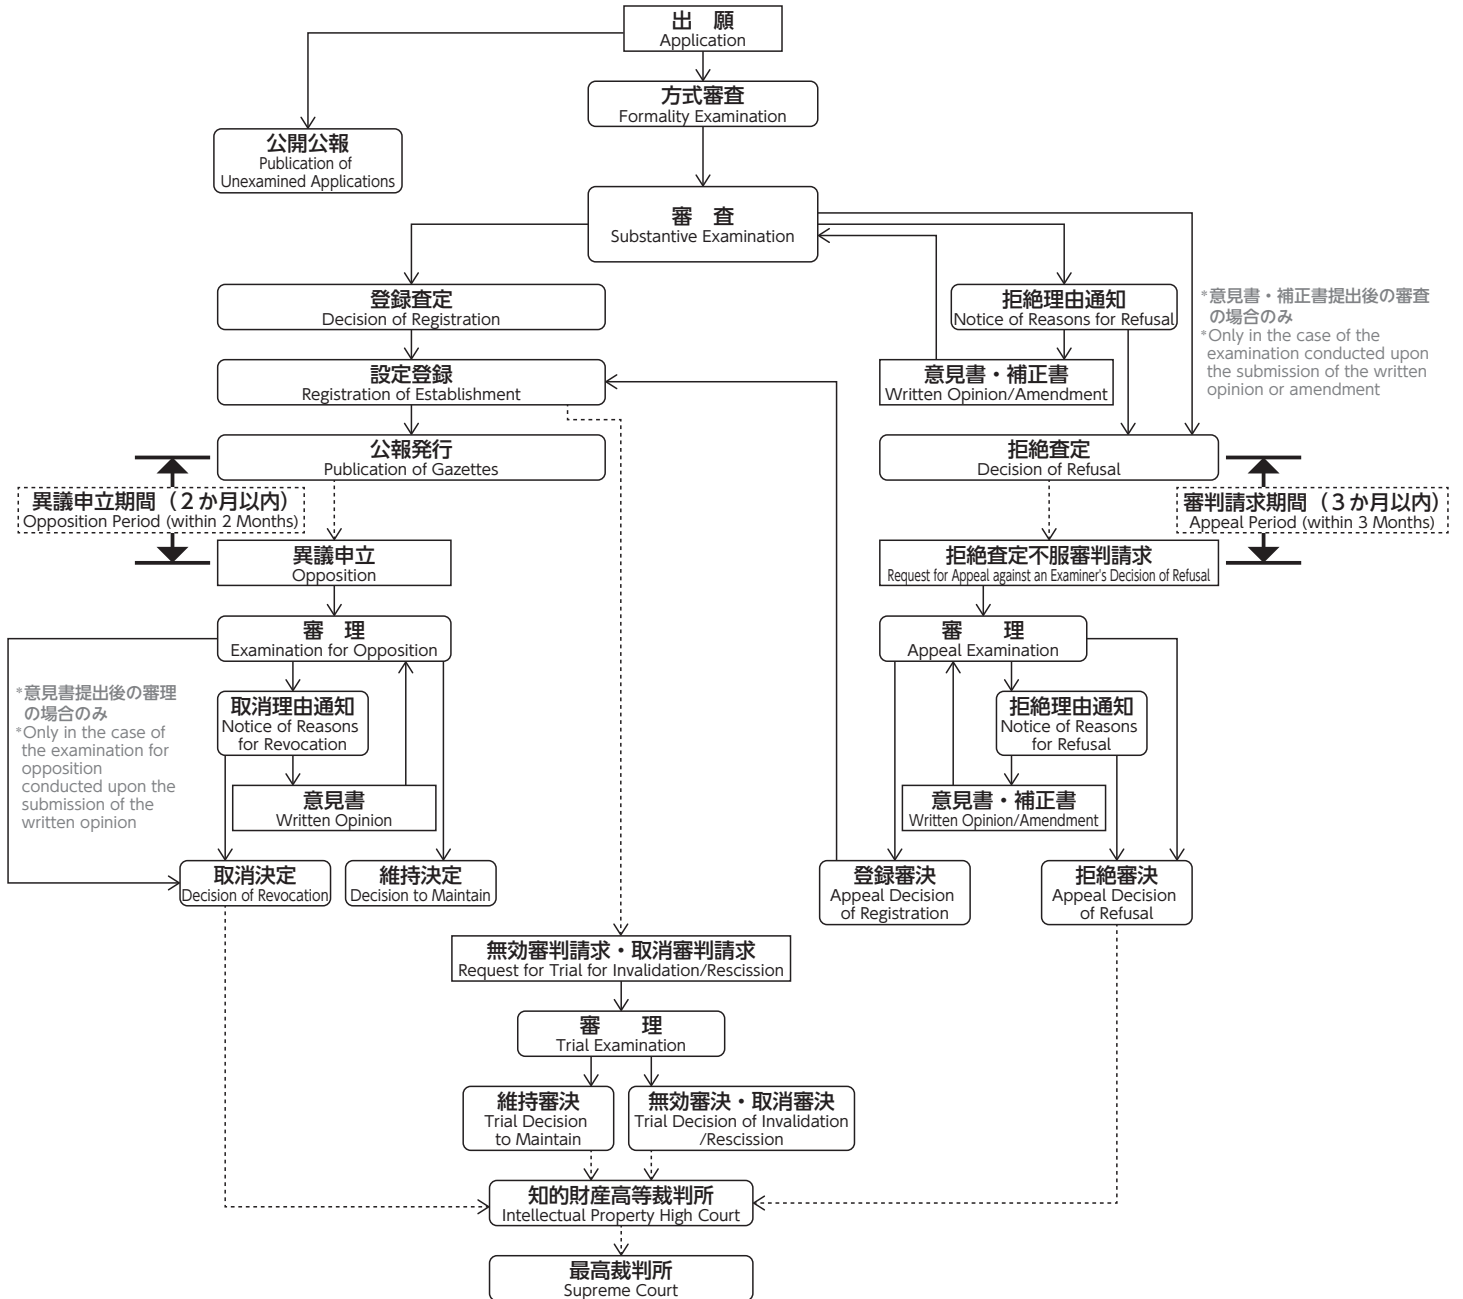 出　願
Application
方式審査
Formality Examination
公開公報
Publication of
Unexamined Applications
審　査
Substantive Examination
登録査定
Decision of Registration
拒絶理由通知
Notice of Reasons for Refusal
*意見書・補正書提出後の審査
の場合のみ
*Only in the case of the
examination conducted upon
the submission of the written
opinion or amendment
設定登録
Registration of Establishment
意見書・補正書
Written Opinion/Amendment
公報発行
Publication of Gazettes
拒絶査定
Decision of Refusal
異議申立期間（２か月以内）
Opposition Period (within 2 Months)
審判請求期間（３か月以内）
Appeal Period (within 3 Months)
異議申立
Opposition
拒絶査定不服審判請求
Request for Appeal against an Examiner's Decision of Refusal
審　理
Examination for Opposition
審　理
Appeal Examination
*意見書提出後の審理
の場合のみ
*Only in the case of
the examination for
opposition
conducted upon the
submission of the
written opinion
取消理由通知
Notice of Reasons
for Revocation
拒絶理由通知
Notice of Reasons
for Refusal
意見書
Written Opinion
意見書・補正書
Written Opinion/Amendment
取消決定
Decision of Revocation
維持決定
Decision to Maintain
登録審決
Appeal Decision
of Registration
拒絶審決
Appeal Decision
of Refusal
無効審判請求・取消審判請求
Request for Trial for Invalidation/Rescission
審　理
Trial Examination
維持審決
Trial Decision
to Maintain
無効審決・取消審決
Trial Decision of Invalidation
/Rescission
知的財産高等裁判所
Intellectual Property High Court
最高裁判所
Supreme Court